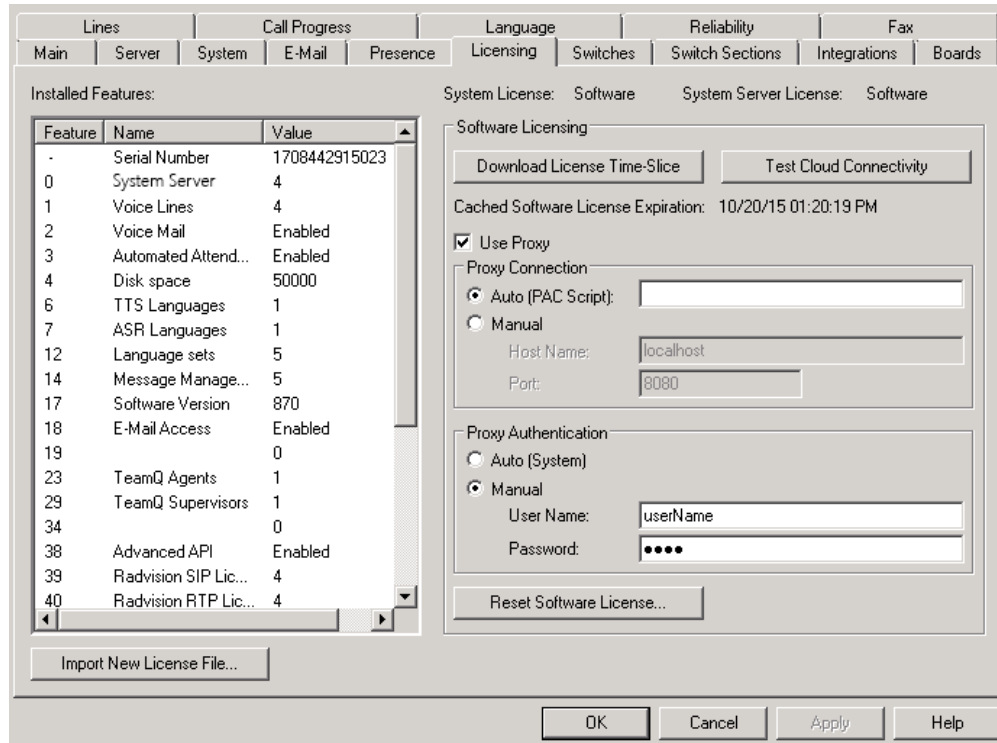 Lines Call Progress Language Reliability Fax
Main Server System E-Mail Presence Licensing Switches Switch Sections Integrations Boards
Installed Features:
Feature Name Value
- Serial Number 1708442915023
0 System Server 4
1 Voice Lines 4
2 Voice Mail Enabled
3 Automated Attend... Enabled
4 Disk space 50000
6 TTS Languages 1
7 ASR Languages 1
12 Language sets 5
14 Message Manage... 5
17 Software Version 870
18 E-Mail Access Enabled
19 0
23 TeamQ Agents 1
29 TeamQ Supervisors 1
34 0
38 Advanced API Enabled
39 Radvision SIP Lic... 4
40 Radvision RTP Lic... 4
Import New License File...
System License: Software System Server License: Software
Software Licensing
Download License Time-Slice Test Cloud Connectivity
Cached Software License Expiration: 10/20/15 01:20:19 PM
Use Proxy
Proxy Connection
Auto (PAC Script):
Manual
Host Name: localhost
Port: 8080
Proxy Authentication
Auto (System)
Manual
User Name: userName
Password: ●●●●
Reset Software License...
OK Cancel Apply Help